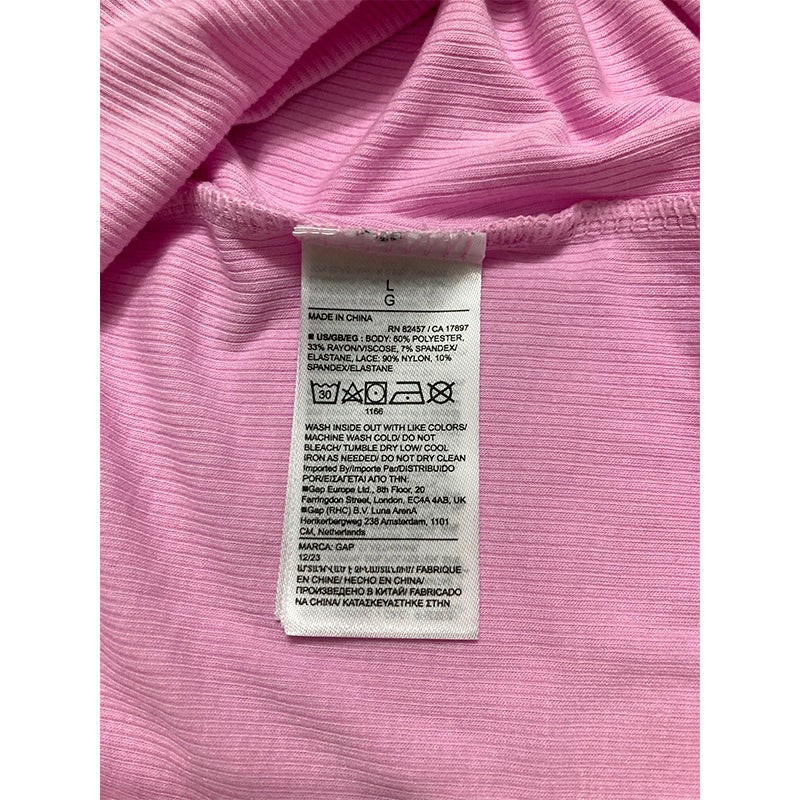 L
G
MADE IN CHINA
RN 62457 / CA 17897
■ US/GB/EG : BODY: 60% POLYESTER,
33% RAYON/VISCOSE, 7% SPANDEX/
ELASTANE, LACE: 90% NYLON, 10%
SPANDEX/ELASTANE
30
1166
WASH INSIDE OUT WITH LIKE COLORS/
MACHINE WASH COLD/ DO NOT
BLEACH/ TUMBLE DRY LOW/ COOL
IRON AS NEEDED/ DO NOT DRY CLEAN
Imported By/Importe Par/DISTRIBUIDO
POR/ΕΙΣΑΓΕΤΑΙ ΑΠΟ ΤΗΝ:
■Gap Europe Ltd., 8th Floor, 20
Farringdon Street, London, EC4A 4AB, UK
■Gap (RHC) B.V. Luna ArenA
Herikerbergweg 238 Amsterdam, 1101
CM, Netherlands
MARCA: GAP
12/23
ԱՐՏԱԴՐՎԱԾ Է ՉԻՆԱՍՏԱՆՈՒՄ/ FABRIQUE
EN CHINE/ HECHO EN CHINA/
ПРОИЗВЕДЕНО В КИТАЙ/ FABRICADO
NA CHINA/ ΚΑΤΑΣΚΕΥΑΣΤΗΚΕ ΣΤΗΝ